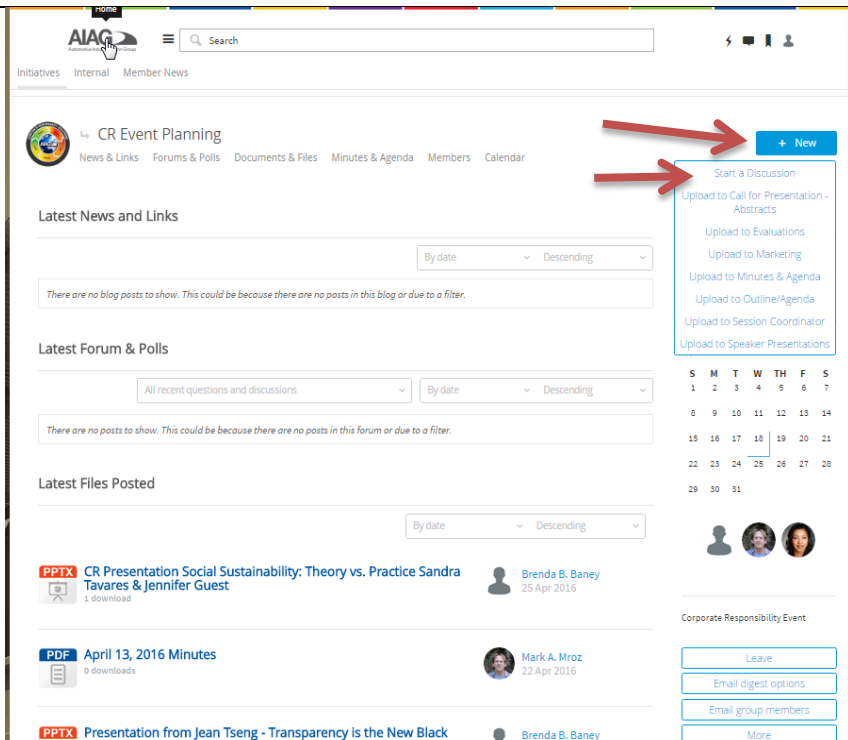 Home
AIAG
Search
Initiatives Internal Member News
CR Event Planning
News & Links Forums & Polls Documents & Files Minutes & Agenda Members Calendar
+ New
Start a Discussion
Upload to Call for Presentation -
Abstracts
Upload to Evaluations
Upload to Marketing
Upload to Minutes & Agenda
Upload to Outline/Agenda
Upload to Session Coordinator
Upload to Speaker Presentations
Latest News and Links
By date Descending
There are no blog posts to show. This could be because there are no posts in this blog or due to a filter.
Latest Forum & Polls
All recent questions and discussions By date Descending
There are no posts to show. This could be because there are no posts in this forum or due to a filter.
S M T W TH F S
1 2 3 4 5 6 7
8 9 10 11 12 13 14
15 16 17 18 19 20 21
22 23 24 25 26 27 28
29 30 31
Latest Files Posted
By date Descending
PPTX CR Presentation Social Sustainability: Theory vs. Practice Sandra
Tavares & Jennifer Guest
1 download
Brenda B. Baney
25 Apr 2016
PDF April 13, 2016 Minutes
0 downloads
Mark A. Mroz
22 Apr 2016
PPTX Presentation from Jean Tseng - Transparency is the New Black
Brenda B. Baney
Corporate Responsibility Event
Leave
Email digest options
Email group members
More